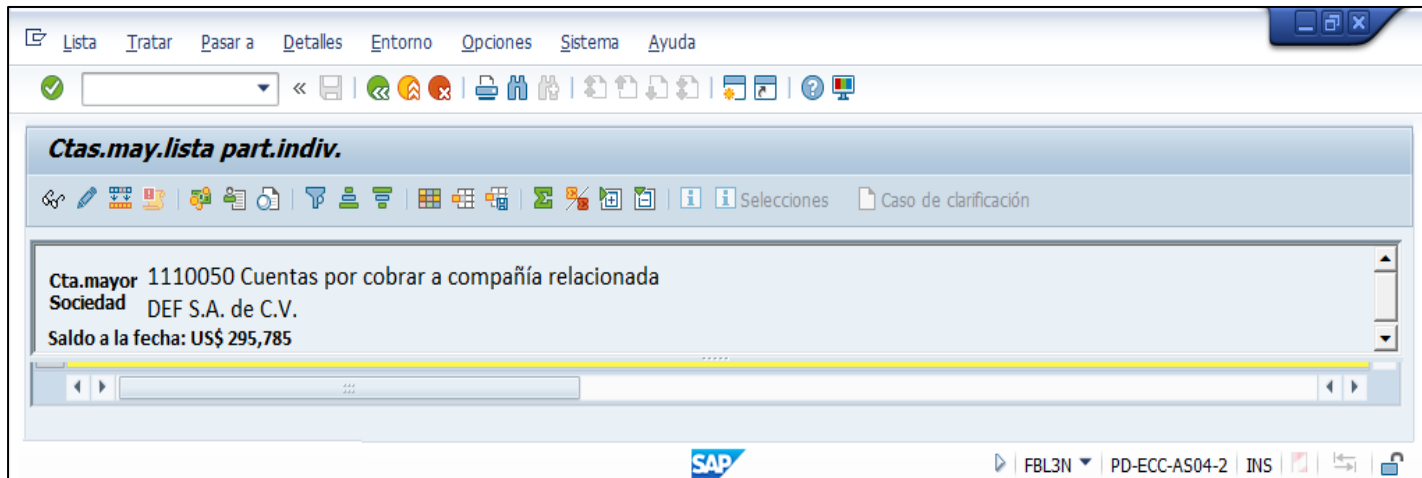 Lista Tratar Pasar a Detalles Entorno Opciones Sistema Ayuda
Ctas.may.lista part.indiv.
Selecciones Caso de clarificación
Cta.mayor 1110050 Cuentas por cobrar a compañía relacionada
Sociedad DEF S.A. de C.V.
Saldo a la fecha: US$ 295,785
SAP FBL3N PD-ECC-AS04-2 INS